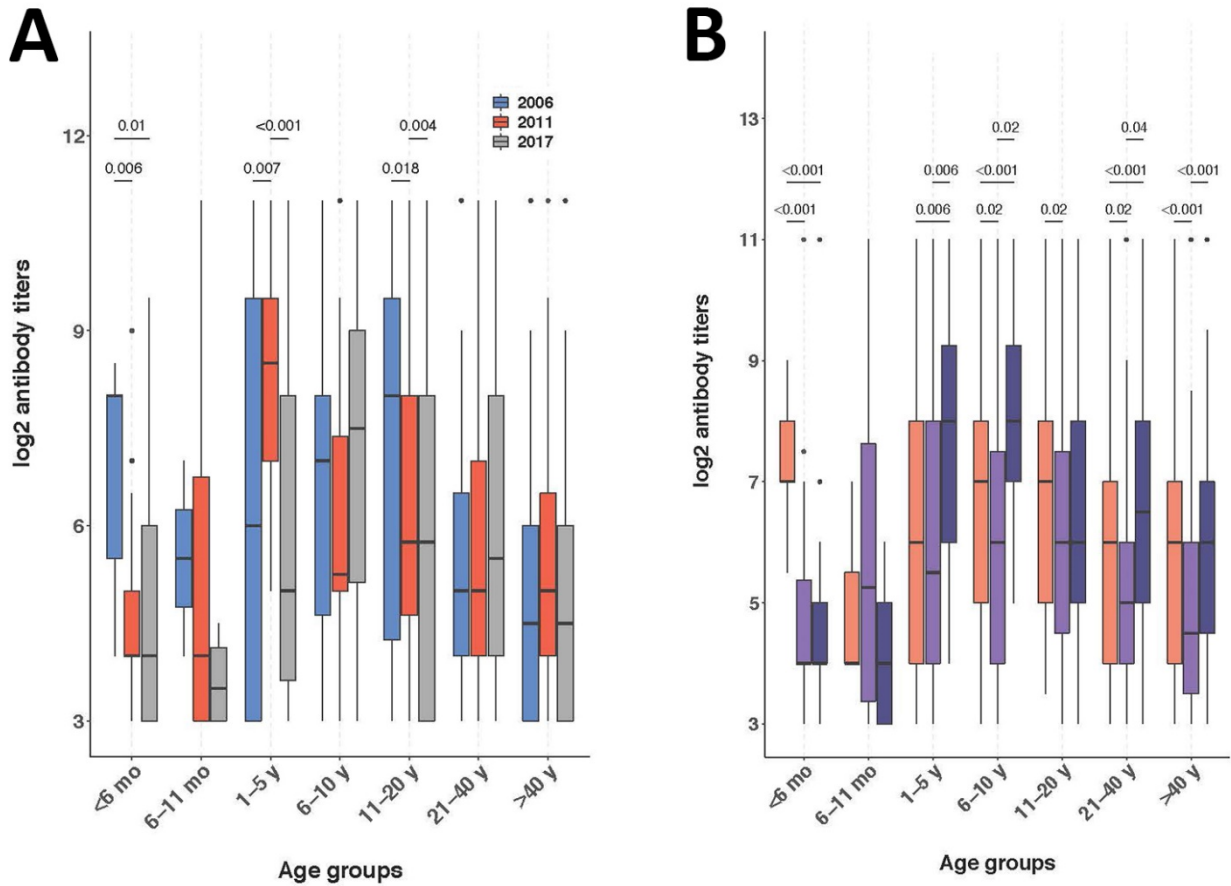 A
2006
2011
2017
0.01
<0.001
0.004
0.006
0.007
0.018
12
9
6
3
log2 antibody titers
<6 mo
6–11 mo
1–5 y
6–10 y
11–20 y
21–40 y
>40 y
Age groups
B
0.02
0.04
<0.001
0.006
<0.001
<0.001
<0.001
<0.001
0.006
0.02
0.02
0.02
<0.001
13
11
9
7
5
3
log2 antibody titers
<6 mo
6–11 mo
1–5 y
6–10 y
11–20 y
21–40 y
>40 y
Age groups